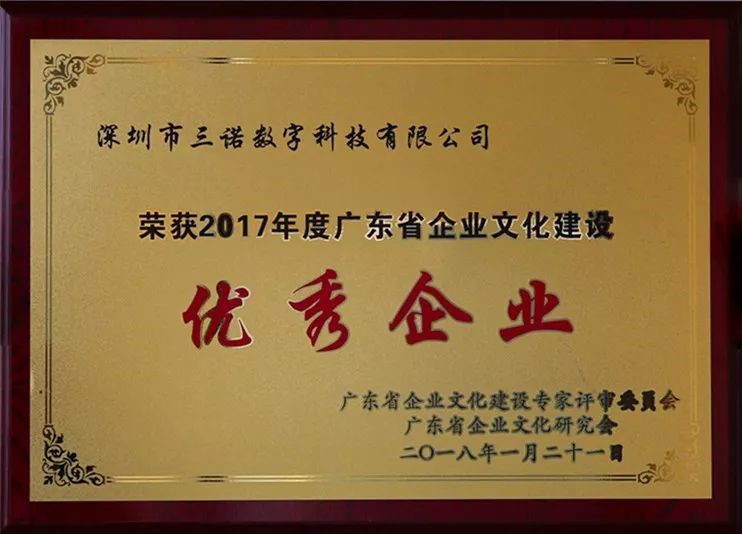 深圳市三诺数字科技有限公司
荣获2017年度广东省企业文化建设
优秀企业
广东省企业文化建设专家评审委员会
广东省企业文化研究会
二〇一八年一月二十一日